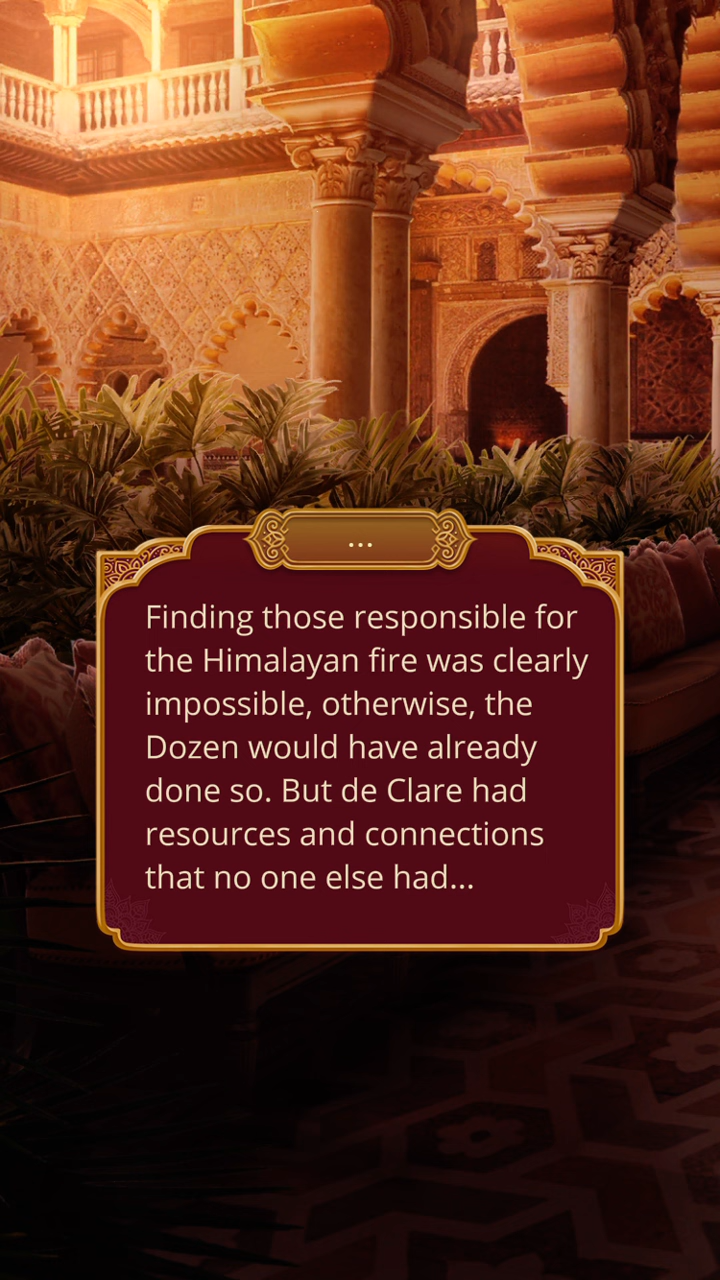 ...
Finding those responsible for
the Himalayan fire was clearly
impossible, otherwise, the
Dozen would have already
done so. But de Clare had
resources and connections
that no one else had...